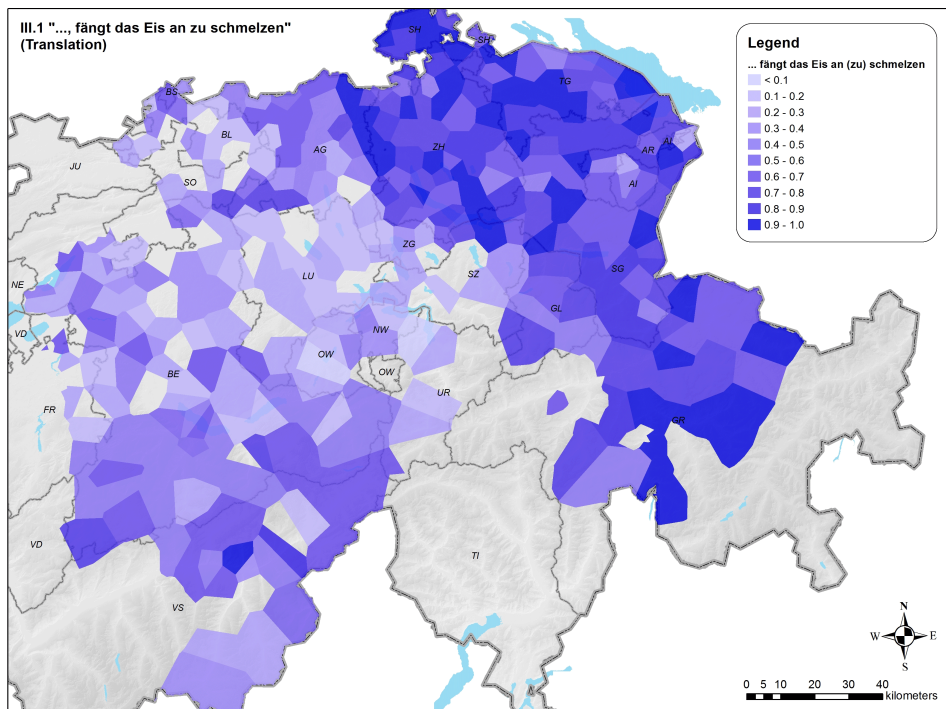 III.1 "..., fängt das Eis an zu schmelzen"
(Translation)
Legend
... fängt das Eis an (zu) schmelzen
< 0.1
0.1 - 0.2
0.2 - 0.3
0.3 - 0.4
0.4 - 0.5
0.5 - 0.6
0.6 - 0.7
0.7 - 0.8
0.8 - 0.9
0.9 - 1.0
SH
SH
TG
BS
BL
AG
ZH
AR
AI
AI
JU
SO
ZG
SZ
SG
LU
NE
VD
GL
NW
OW
OW
BE
UR
FR
GR
VD
TI
VS
N
W E
S
0 5 10 20 30 40
kilometers